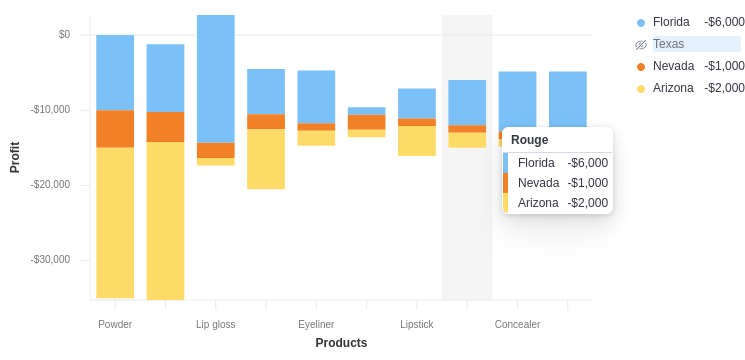 $0
-$10,000
-$20,000
-$30,000
Profit
Powder
Lip gloss
Eyeliner
Lipstick
Concealer
Products
Rouge
Florida -$6,000
Nevada -$1,000
Arizona -$2,000
Florida -$6,000
Texas
Nevada -$1,000
Arizona -$2,000